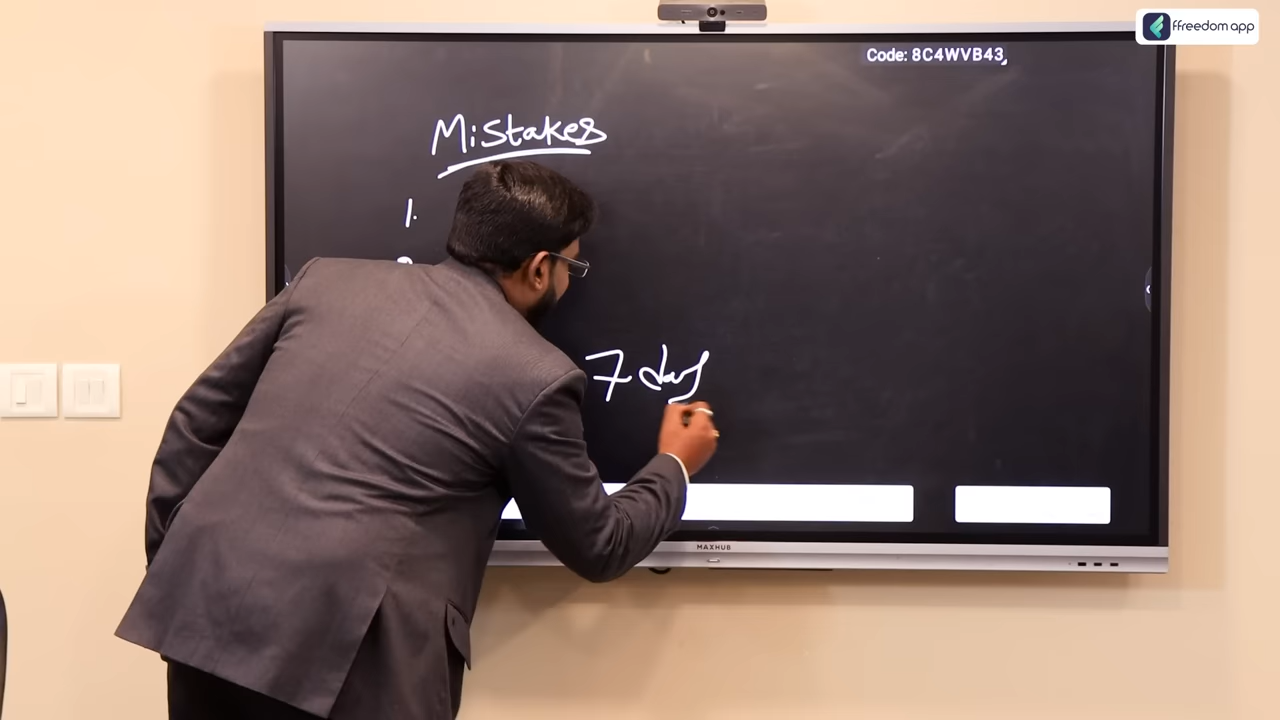 ffreedom app
Code: 8C4WVB43,
Mistakes
1.
7 days
MAXHUB